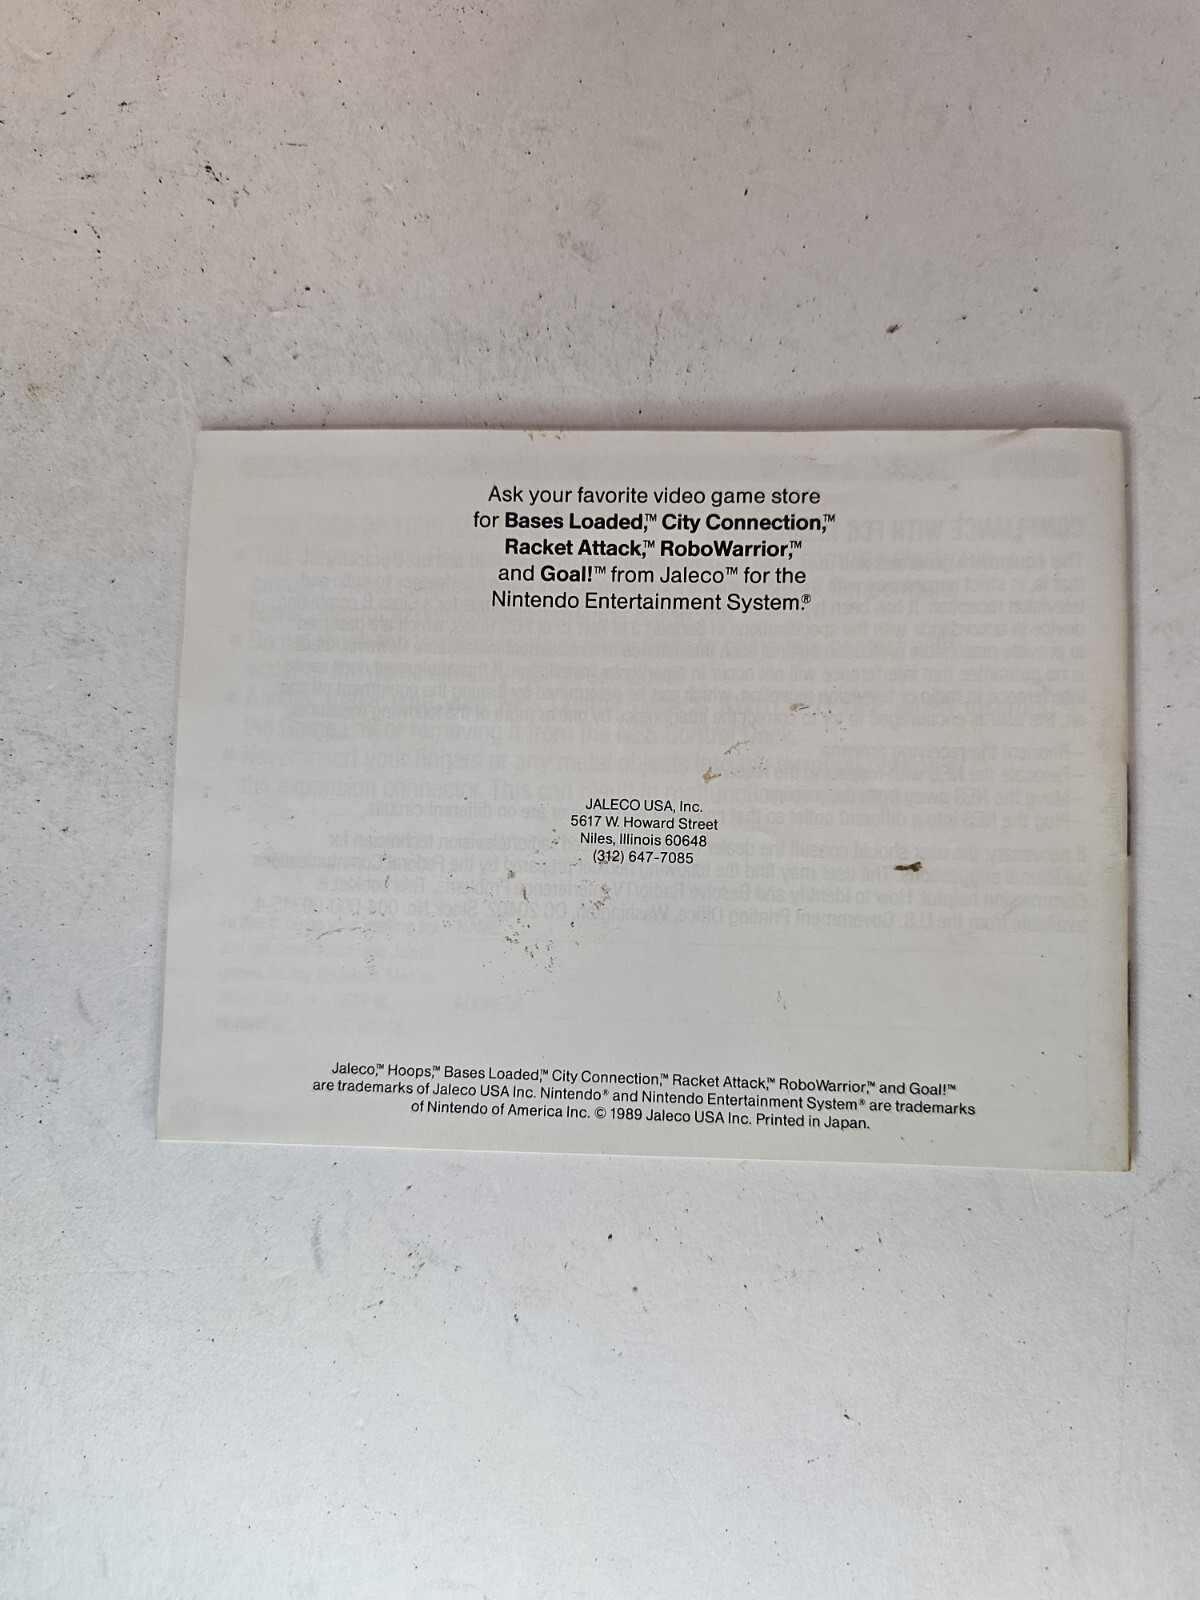 Ask your favorite video game store
for Bases Loaded,™ City Connection,™
Racket Attack,™ RoboWarrior,™
and Goal!™ from Jaleco™ for the
Nintendo Entertainment System.®
JALECO USA, Inc.
5617 W. Howard Street
Niles, Illinois 60648
(312) 647-7085
Jaleco,™ Hoops,™ Bases Loaded,™ City Connection,™ Racket Attack,™ RoboWarrior,™ and Goal!™
are trademarks of Jaleco USA Inc. Nintendo® and Nintendo Entertainment System® are trademarks
of Nintendo of America Inc. © 1989 Jaleco USA Inc. Printed in Japan.